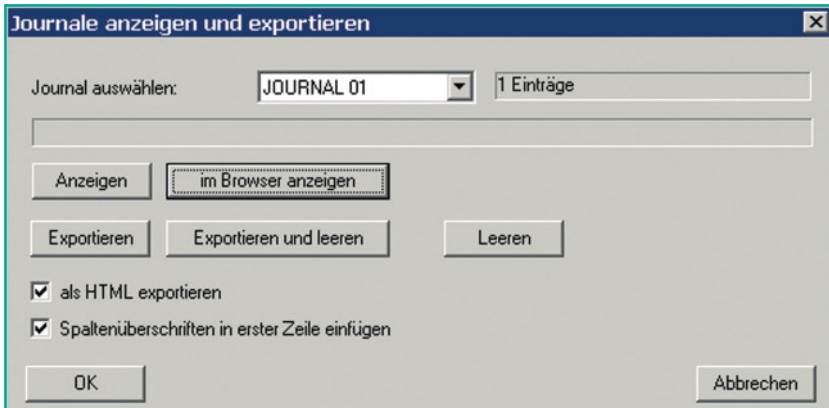 Journale anzeigen und exportieren
Journal auswählen: JOURNAL 01 1 Einträge
Anzeigen im Browser anzeigen
Exportieren Exportieren und leeren Leeren
als HTML exportieren
Spaltenüberschriften in erster Zeile einfügen
OK Abbrechen